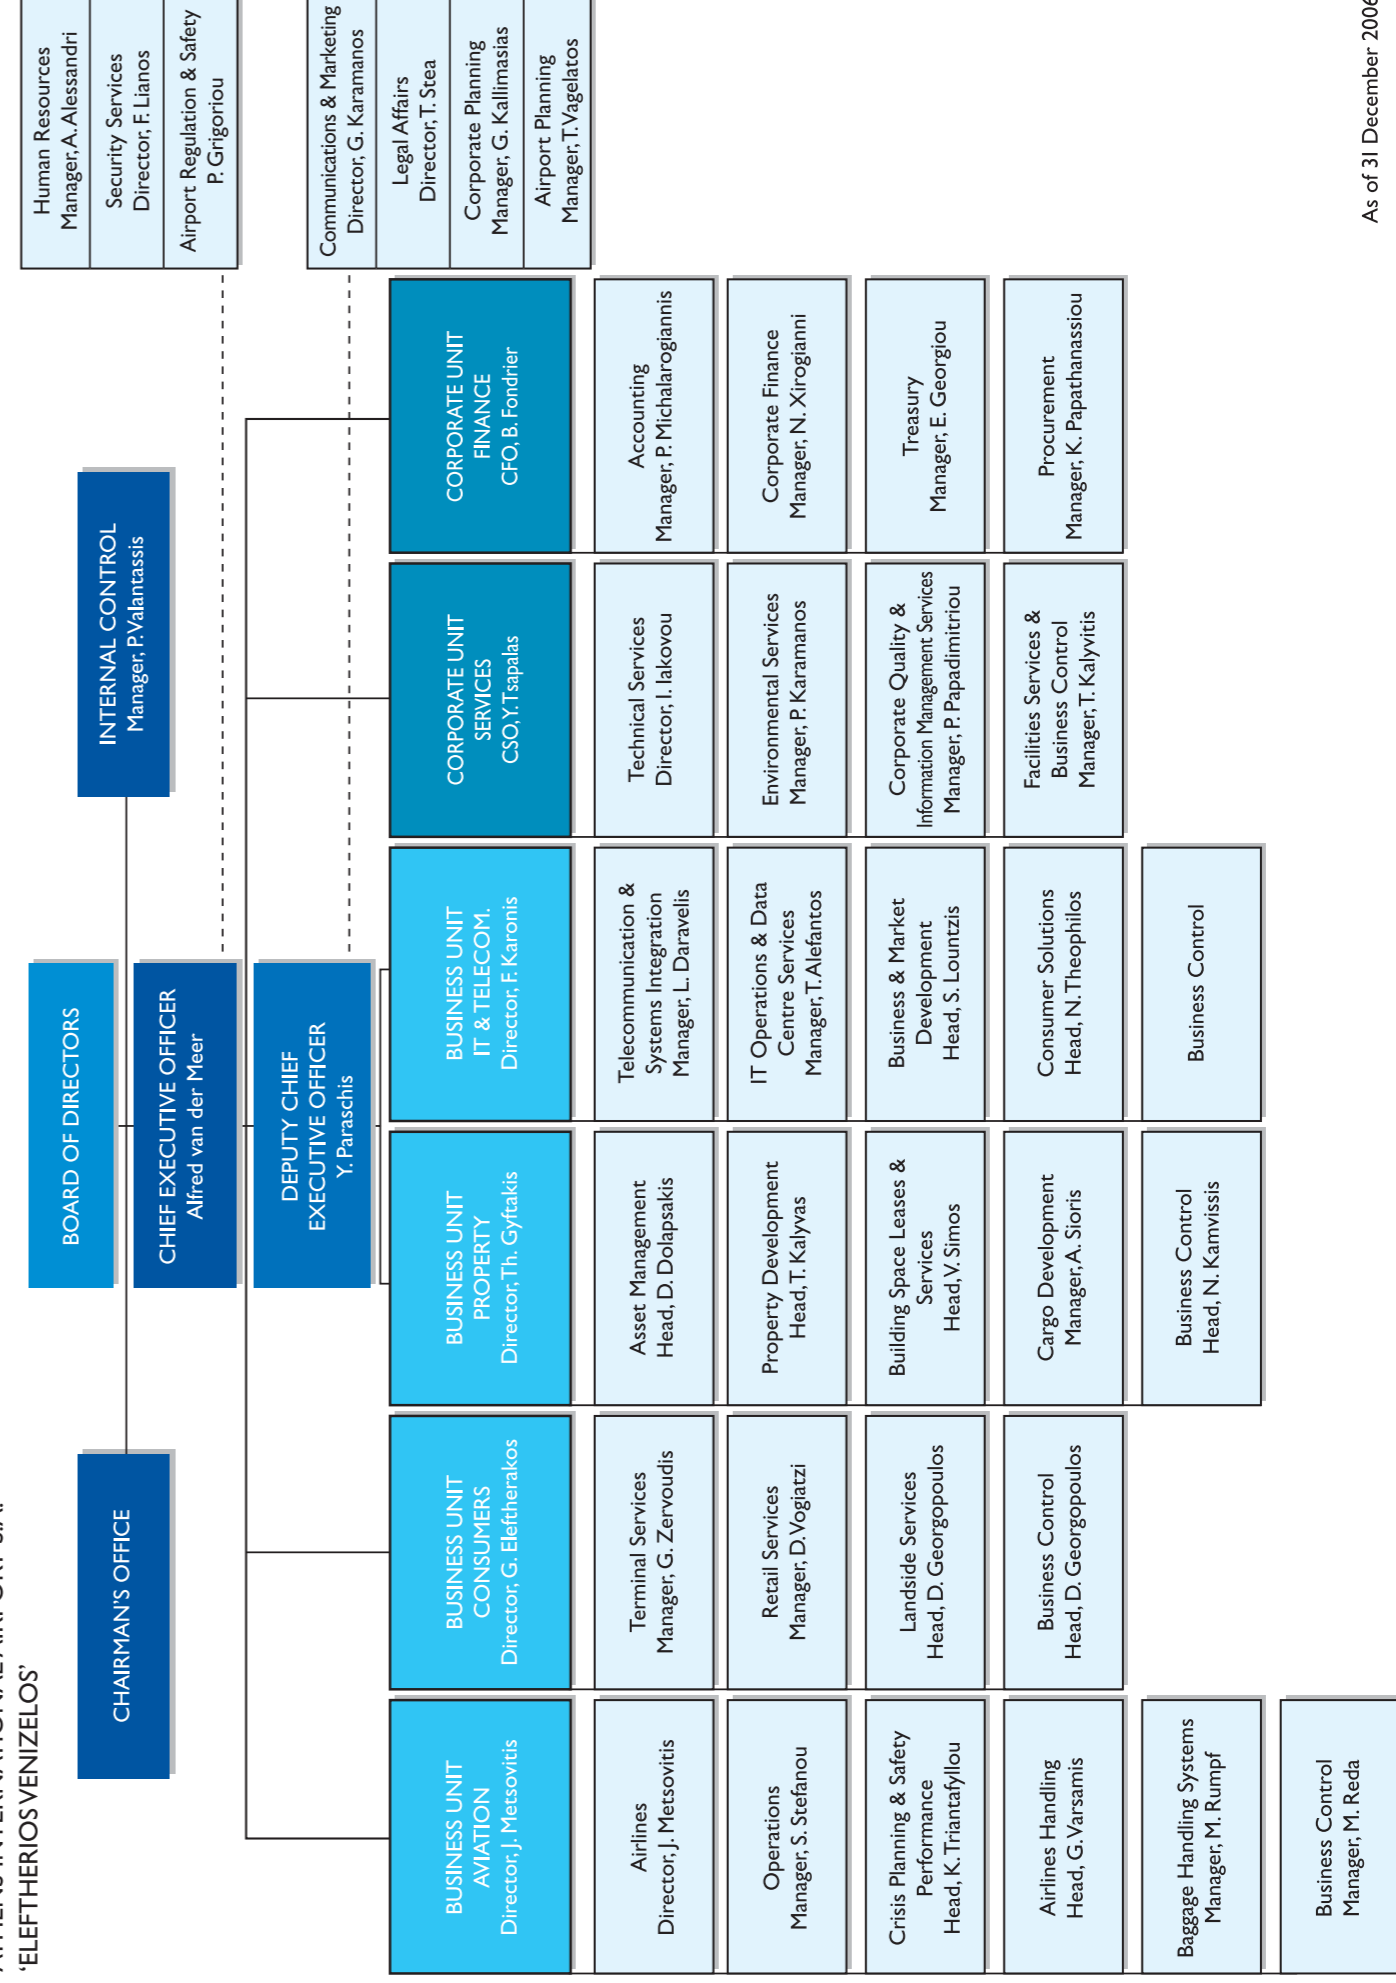 ‘ELEFTHERIOS VENIZELOS’
BOARD OF DIRECTORS
CHAIRMAN’S OFFICE
INTERNAL CONTROL
Manager, P. Valantassis
CHIEF EXECUTIVE OFFICER
Alfred van der Meer
Human Resources
Manager, A. Alessandri
Security Services
Director, F. Lianos
Airport Regulation & Safety
P. Grigoriou
DEPUTY CHIEF
EXECUTIVE OFFICER
Y. Paraschis
Communications & Marketing
Director, G. Karamanos
Legal Affairs
Director, T. Stea
Corporate Planning
Manager, G. Kallimasias
Airport Planning
Manager, T. Vagelatos
BUSINESS UNIT
AVIATION
Director, J. Metsovitis
Airlines
Director, J. Metsovitis
Operations
Manager, S. Stefanou
Crisis Planning & Safety
Performance
Head, K. Triantafyllou
Airlines Handling
Head, G. Varsamis
Baggage Handling Systems
Manager, M. Rumpf
Business Control
Manager, M. Reda
BUSINESS UNIT
CONSUMERS
Director, G. Eleftherakos
Terminal Services
Manager, G. Zervoudis
Retail Services
Manager, D. Vogiatzi
Landside Services
Head, D. Georgopoulos
Business Control
Head, D. Georgopoulos
BUSINESS UNIT
PROPERTY
Director, Th. Gyftakis
Asset Management
Head, D. Dolapsakis
Property Development
Head, T. Kalyvas
Building Space Leases &
Services
Head, V. Simos
Cargo Development
Manager, A. Sioris
Business Control
Head, N. Kamvissis
BUSINESS UNIT
IT & TELECOM.
Director, F. Karonis
Telecommunication &
Systems Integration
Manager, L. Daravelis
IT Operations & Data
Centre Services
Manager, T. Alefantos
Business & Market
Development
Head, S. Lountzis
Consumer Solutions
Head, N. Theophilos
Business Control
CORPORATE UNIT
SERVICES
CSO, Y. Tsapalas
Technical Services
Director, I. Iakovou
Environmental Services
Manager, P. Karamanos
Corporate Quality &
Information Management Services
Manager, P. Papadimitriou
Facilities Services &
Business Control
Manager, T. Kalyvitis
CORPORATE UNIT
FINANCE
CFO, B. Fondrier
Accounting
Manager, P. Michalarogiannis
Corporate Finance
Manager, N. Xirogianni
Treasury
Manager, E. Georgiou
Procurement
Manager, K. Papathanassiou
As of 31 December 2006